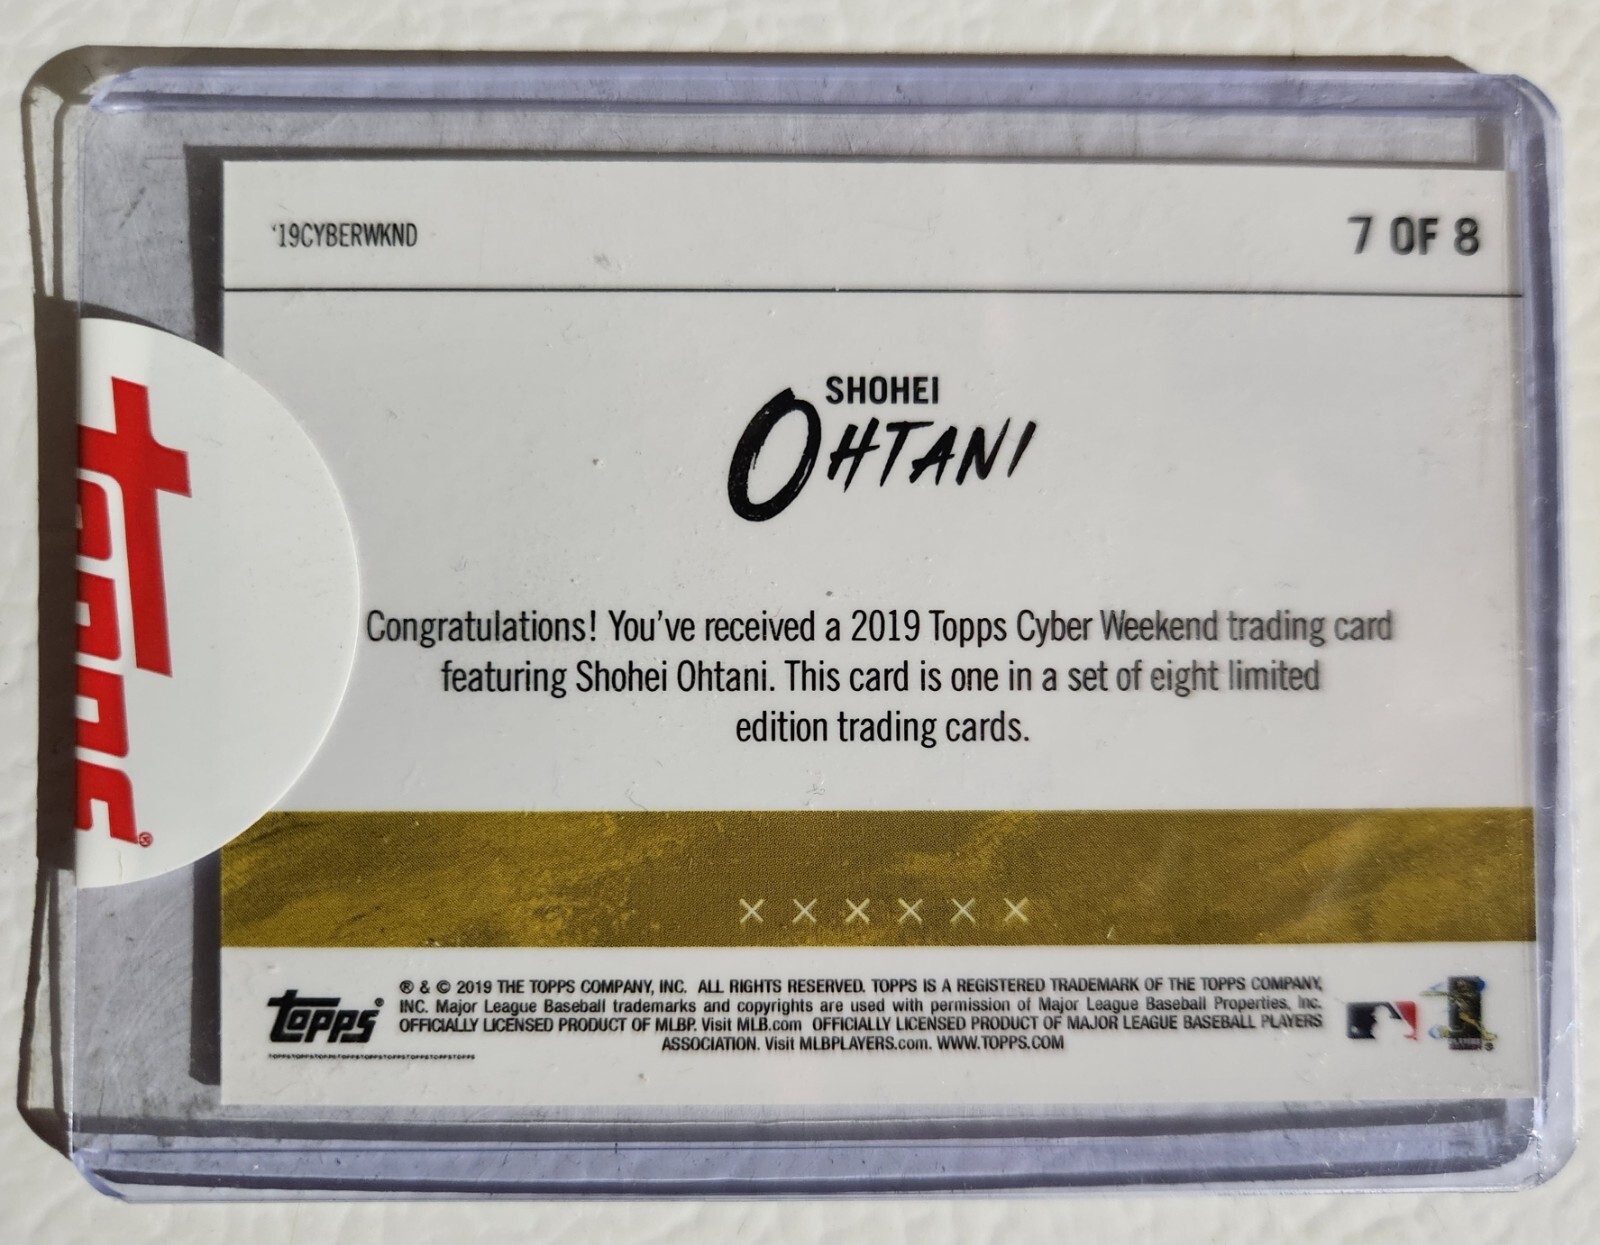 '19CYBERWKND
7 OF 8
SHOHEI
OHTANI
Congratulations! You've received a 2019 Topps Cyber Weekend trading card
featuring Shohei Ohtani. This card is one in a set of eight limited
edition trading cards.
× × × × × ×
topps®
® & © 2019 THE TOPPS COMPANY, INC. ALL RIGHTS RESERVED. TOPPS IS A REGISTERED TRADEMARK OF THE TOPPS COMPANY,
INC. Major League Baseball trademarks and copyrights are used with permission of Major League Baseball Properties, Inc.
OFFICIALLY LICENSED PRODUCT OF MLBP. Visit MLB.com OFFICIALLY LICENSED PRODUCT OF MAJOR LEAGUE BASEBALL PLAYERS
ASSOCIATION. Visit MLBPLAYERS.com. WWW.TOPPS.COM